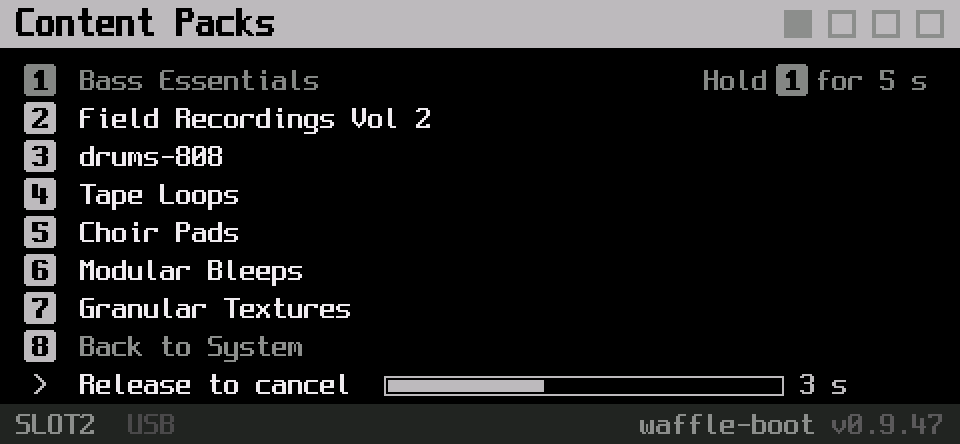 Content Packs
1 Bass Essentials Hold 1 for 5 s
2 Field Recordings Vol 2
3 drums-808
4 Tape Loops
5 Choir Pads
6 Modular Bleeps
7 Granular Textures
8 Back to System
> Release to cancel 3 s
SLOT2 USB waffle-boot v0.9.47